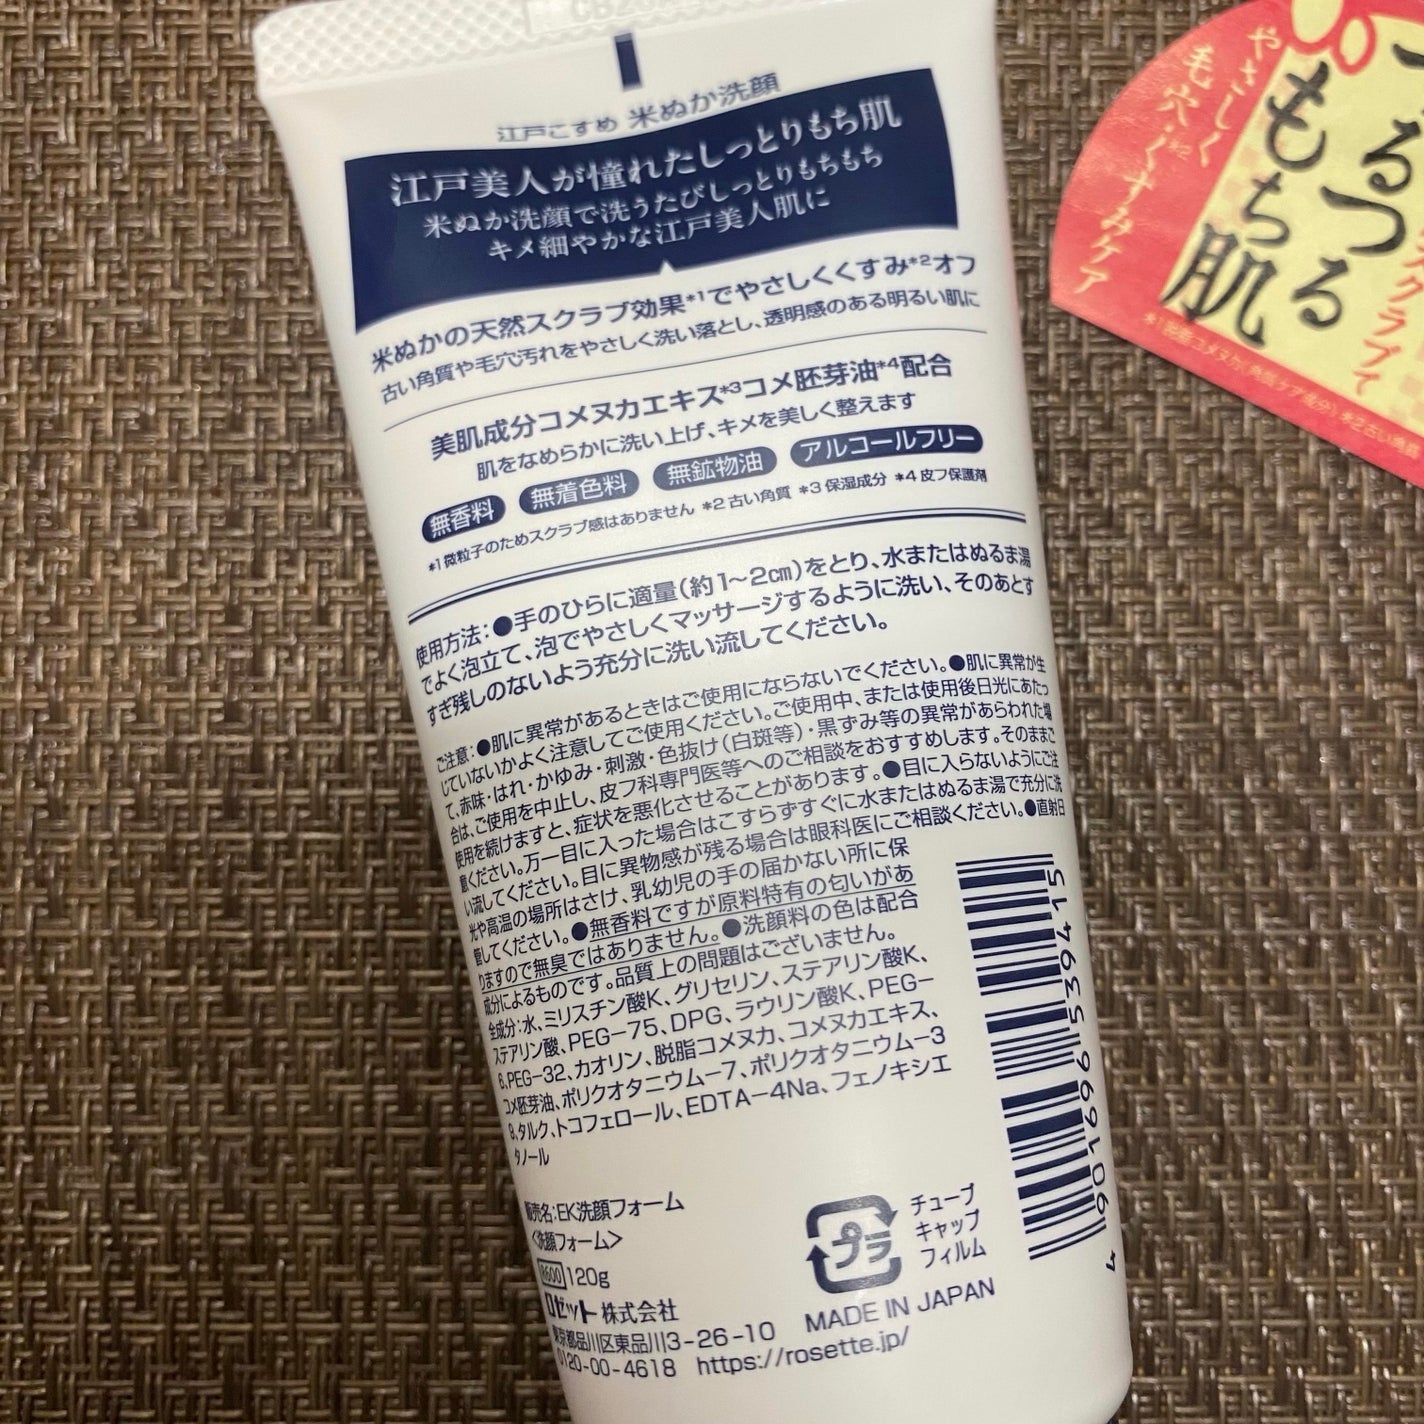 江戸こすめ 米ぬか洗顔
江戸美人が憧れたしっとりもち肌
米ぬか洗顔で洗うたびしっとりもちもち
キメ細やかな江戸美人肌に
米ぬかの天然スクラブ効果*1でやさしくくすみ*2オフ
古い角質や毛穴汚れをやさしく洗い落とし、透明感のある明るい肌に
美肌成分コメヌカエキス*3コメ胚芽油*4配合
肌をなめらかに洗い上げ、キメを美しく整えます
無香料 無着色料 無鉱物油 アルコールフリー
*1 微粒子のためスクラブ感はありません *2 古い角質 *3 保湿成分 *4 皮フ保護剤
使用方法:●手のひらに適量(約1~2cm)をとり、水またはぬるま湯
でよく泡立て、泡でやさしくマッサージするように洗い、そのあとす
すぎ残しのないよう充分に洗い流してください。
ご注意:●肌に異常があるときはご使用にならないでください。●肌に異常が生
じていないかよく注意してご使用ください。ご使用中、または使用後日光にあたっ
て、赤味・はれ・かゆみ・刺激・色抜け(白斑等)・黒ずみ等の異常があらわれた場
合は、ご使用を中止し、皮フ科専門医等へのご相談をおすすめします。そのままご
使用を続けますと、症状を悪化させることがあります。●目に入らないようにご注
意ください。万一目に入った場合はこすらずすぐに水またはぬるま湯で充分に洗
い流してください。目に異物感が残る場合は眼科医にご相談ください。●直射日
光や高温の場所はさけ、乳幼児の手の届かない所に保
管してください。●無香料ですが原料特有の匂いがあ
りますので無臭ではありません。●洗顔料の色は配合
成分によるものです。品質上の問題はございません。
全成分:水、ミリスチン酸K、グリセリン、ステアリン酸K、
ステアリン酸、PEG-75、DPG、ラウリン酸K、PEG-
6、PEG-32、カオリン、脱脂コメヌカ、コメヌカエキス、
コメ胚芽油、ポリクオタニウム-7、ポリクオタニウム-3
9、タルク、トコフェロール、EDTA-4Na、フェノキシエ
タノール
販売名:EK洗顔フォーム
<洗顔フォーム>
R600 120g
ロゼット株式会社
東京都品川区東品川3-26-10
0120-00-4618 https://rosette.jp/
プラ
チューブ
キャップ
フィルム
MADE IN JAPAN
4 901696 539415
つるつる
もち肌
やさしく
毛穴・くすみ*2ケア
スクラブで